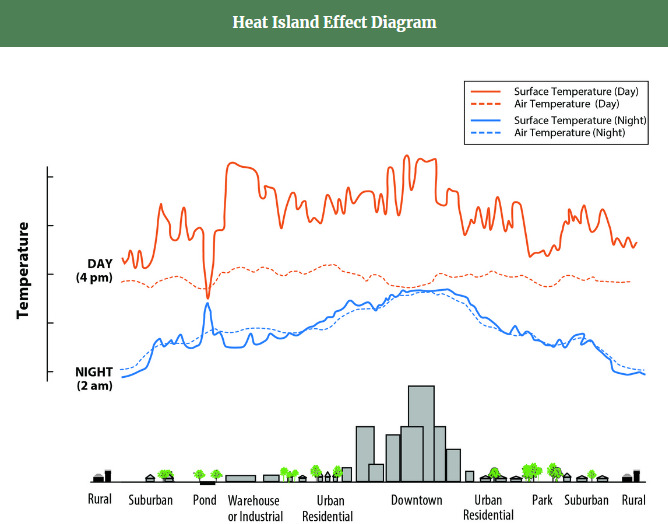 Heat Island Effect Diagram
Surface Temperature (Day)
Air Temperature (Day)
Surface Temperature (Night)
Air Temperature (Night)
Temperature
DAY
(4 pm)
NIGHT
(2 am)
Rural
Suburban
Pond
Warehouse
or Industrial
Urban
Residential
Downtown
Urban
Residential
Park
Suburban
Rural